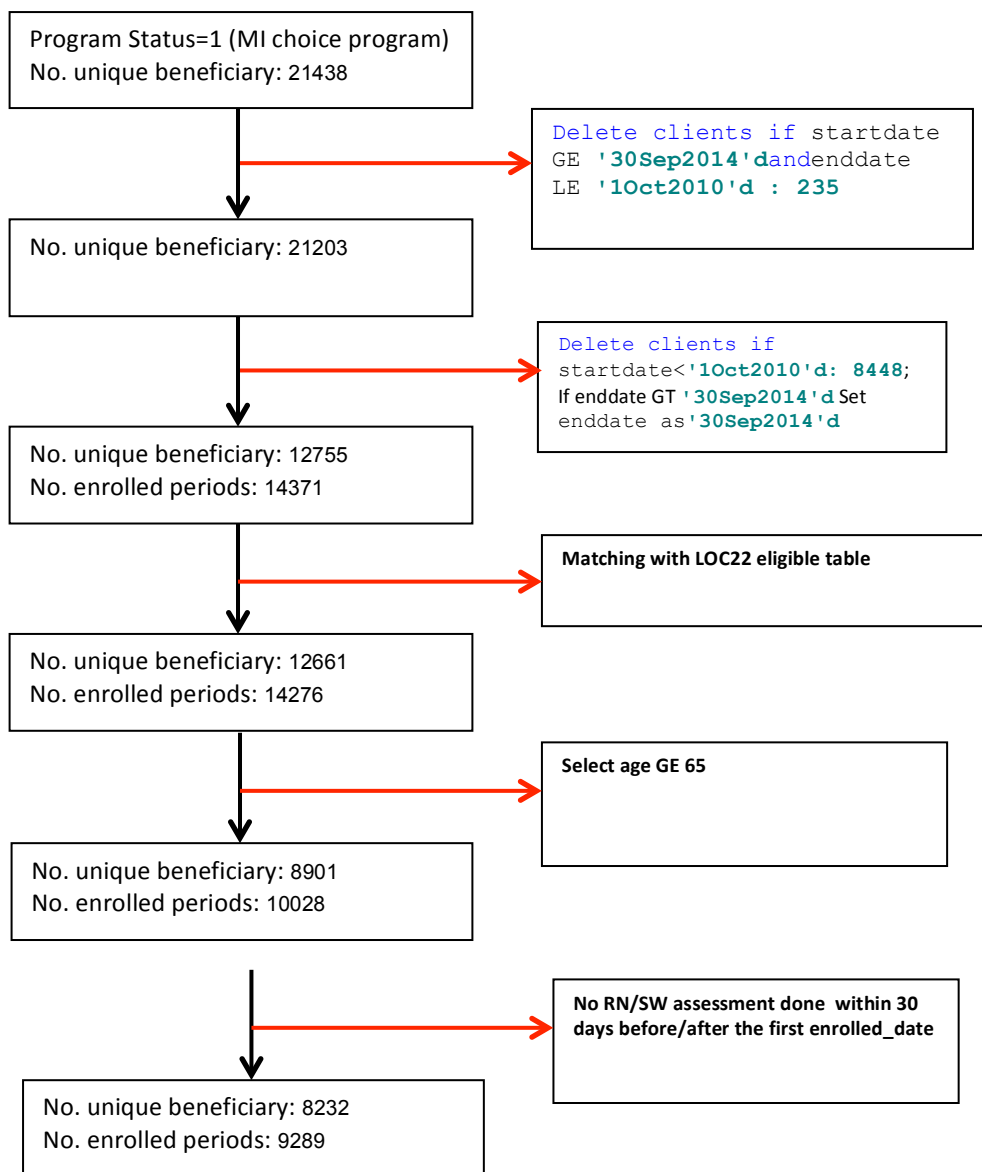 Program Status=1 (MI choice program)
No. unique beneficiary: 21438
Delete clients if startdate
GE '30Sep2014'dandenddate
LE '1Oct2010'd : 235
No. unique beneficiary: 21203
Delete clients if
startdate<'1Oct2010'd: 8448;
If enddate GT '30Sep2014'd Set
enddate as'30Sep2014'd
No. unique beneficiary: 12755
No. enrolled periods: 14371
Matching with LOC22 eligible table
No. unique beneficiary: 12661
No. enrolled periods: 14276
Select age GE 65
No. unique beneficiary: 8901
No. enrolled periods: 10028
No RN/SW assessment done within 30
days before/after the first enrolled_date
No. unique beneficiary: 8232
No. enrolled periods: 9289